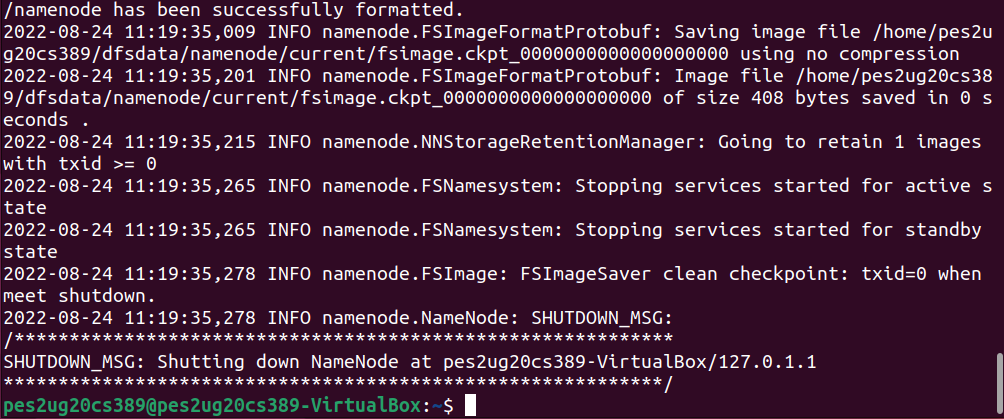 /namenode has been successfully formatted.
2022-08-24 11:19:35,009 INFO namenode.FSImageFormatProtobuf: Saving image file /home/pes2u
g20cs389/dfsdata/namenode/current/fsimage.ckpt_0000000000000000000 using no compression
2022-08-24 11:19:35,201 INFO namenode.FSImageFormatProtobuf: Image file /home/pes2ug20cs38
9/dfsdata/namenode/current/fsimage.ckpt_0000000000000000000 of size 408 bytes saved in 0 s
econds .
2022-08-24 11:19:35,215 INFO namenode.NNStorageRetentionManager: Going to retain 1 images
with txid >= 0
2022-08-24 11:19:35,265 INFO namenode.FSNamesystem: Stopping services started for active s
tate
2022-08-24 11:19:35,265 INFO namenode.FSNamesystem: Stopping services started for standby
state
2022-08-24 11:19:35,278 INFO namenode.FSImage: FSImageSaver clean checkpoint: txid=0 when
meet shutdown.
2022-08-24 11:19:35,278 INFO namenode.NameNode: SHUTDOWN_MSG:
/************************************************************
SHUTDOWN_MSG: Shutting down NameNode at pes2ug20cs389-VirtualBox/127.0.1.1
************************************************************/
pes2ug20cs389@pes2ug20cs389-VirtualBox:~$